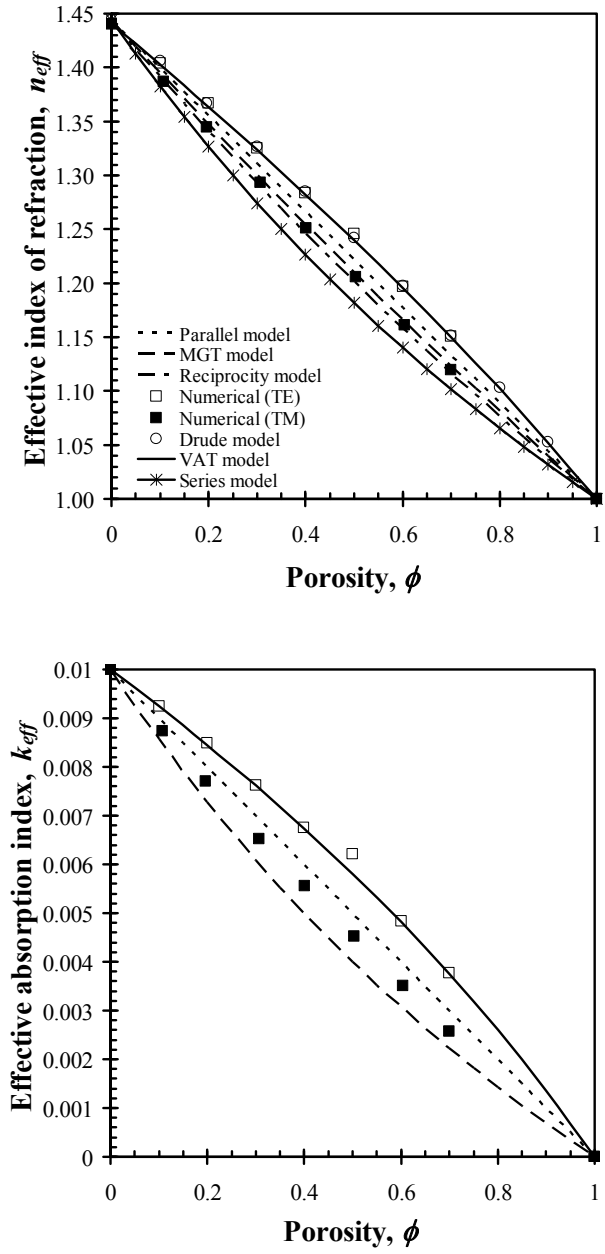 1.45
1.40
1.35
1.30
1.25
1.20
1.15
1.10
1.05
1.00
Effective index of refraction, n_eff
Parallel model
MGT model
Reciprocity model
Numerical (TE)
Numerical (TM)
Drude model
VAT model
Series model
0 0.2 0.4 0.6 0.8 1
Porosity, ϕ
0.01
0.009
0.008
0.007
0.006
0.005
0.004
0.003
0.002
0.001
0
Effective absorption index, k_eff
0 0.2 0.4 0.6 0.8 1
Porosity, ϕ